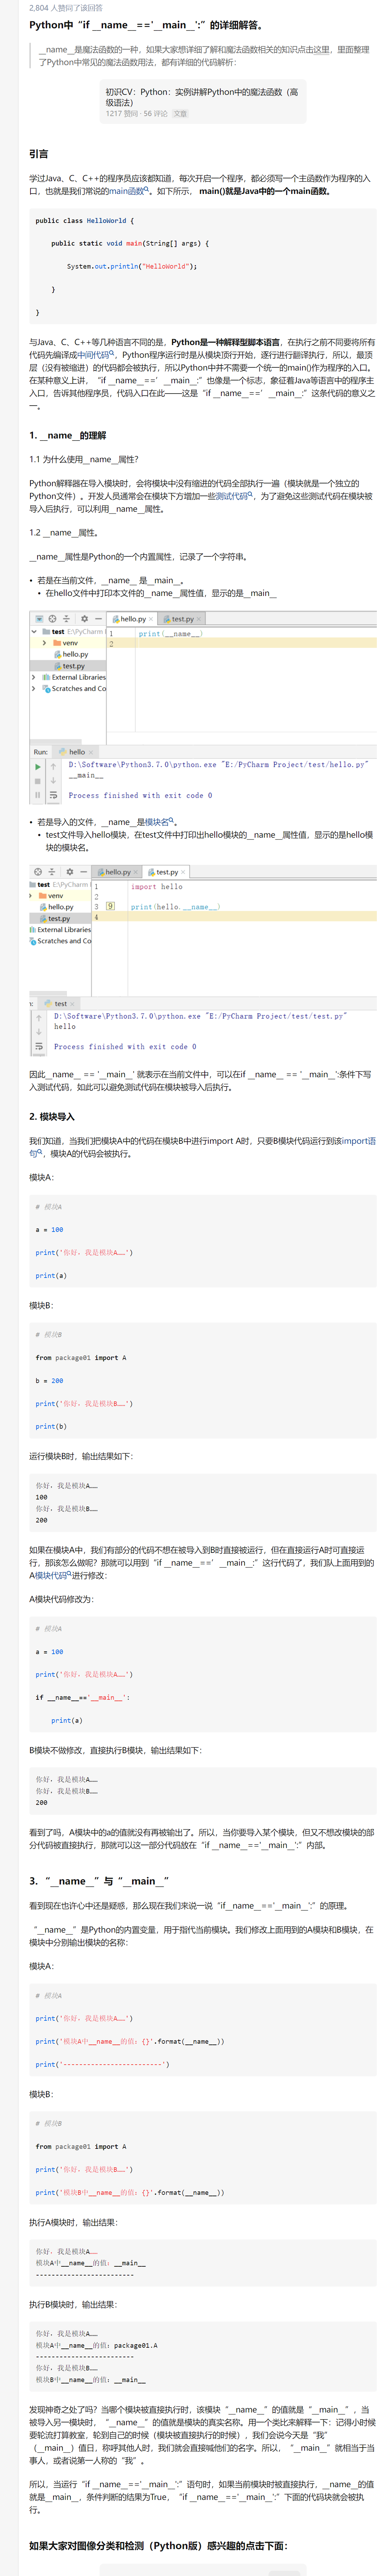 2,804 人赞同了该回答
Python中“if __name__=='__main__':”的详细解答。
__name__是魔法函数的一种，如果大家想详细了解和魔法函数相关的知识点击这里，里面整理
了Python中常见的魔法函数用法，都有详细的代码解析：
初识CV：Python：实例讲解Python中的魔法函数（高
级语法）
1217 赞同 · 56 评论 文章
引言
学过Java、C、C++的程序员应该都知道，每次开启一个程序，都必须写一个主函数作为程序的入
口，也就是我们常说的main函数。如下所示， main()就是Java中的一个main函数。
public class HelloWorld {
public static void main(String[] args) {
System.out.println("HelloWorld");
}
}
与Java、C、C++等几种语言不同的是，Python是一种解释型脚本语言，在执行之前不同要将所有
代码先编译成中间代码，Python程序运行时是从模块顶行开始，逐行进行翻译执行，所以，最顶
层（没有被缩进）的代码都会被执行，所以Python中并不需要一个统一的main()作为程序的入口。
在某种意义上讲，“if __name__==’__main__:”也像是一个标志，象征着Java等语言中的程序主
入口，告诉其他程序员，代码入口在此——这是“if __name__==’__main__:”这条代码的意义之
一。
1. __name__的理解
1.1 为什么使用__name__属性?
Python解释器在导入模块时，会将模块中没有缩进的代码全部执行一遍（模块就是一个独立的
Python文件）。开发人员通常会在模块下方增加一些测试代码，为了避免这些测试代码在模块被
导入后执行，可以利用__name__属性。
1.2 __name__属性。
__name__属性是Python的一个内置属性，记录了一个字符串。
• 若是在当前文件，__name__ 是__main__。
• 在hello文件中打印本文件的__name__属性值，显示的是__main__
hello.py test.py
test E:\PyCharm
venv
hello.py
test.py
External Libraries
Scratches and Co
1 print(__name__)
2
Run: hello
D:\Software\Python3.7.0\python.exe "E:/PyCharm Project/test/hello.py"
__main__
Process finished with exit code 0
• 若是导入的文件，__name__是模块名。
• test文件导入hello模块，在test文件中打印出hello模块的__name__属性值，显示的是hello模
块的模块名。
hello.py test.py
test E:\PyCharm
venv
hello.py
test.py
External Libraries
Scratches and Co
1 import hello
2
3 print(hello.__name__)
4
test
D:\Software\Python3.7.0\python.exe "E:/PyCharm Project/test/test.py"
hello
Process finished with exit code 0
因此__name__ == '__main__' 就表示在当前文件中，可以在if __name__ == '__main__':条件下写
入测试代码，如此可以避免测试代码在模块被导入后执行。
2. 模块导入
我们知道，当我们把模块A中的代码在模块B中进行import A时，只要B模块代码运行到该import语
句，模块A的代码会被执行。
模块A：
# 模块A
a = 100
print('你好，我是模块A……')
print(a)
模块B：
# 模块B
from package01 import A
b = 200
print('你好，我是模块B……')
print(b)
运行模块B时，输出结果如下：
你好，我是模块A……
100
你好，我是模块B……
200
如果在模块A中，我们有部分的代码不想在被导入到B时直接被运行，但在直接运行A时可直接运
行，那该怎么做呢？那就可以用到“if __name__==’__main__:”这行代码了，我们队上面用到的
A模块代码进行修改：
A模块代码修改为：
# 模块A
a = 100
print('你好，我是模块A……')
if __name__=='__main__':
print(a)
B模块不做修改，直接执行B模块，输出结果如下：
你好，我是模块A……
你好，我是模块B……
200
看到了吗，A模块中的a的值就没有再被输出了。所以，当你要导入某个模块，但又不想改模块的部
分代码被直接执行，那就可以这一部分代码放在“if __name__=='__main__':”内部。
3. “__name__”与“__main__”
看到现在也许心中还是疑惑，那么现在我们来说一说“if__name__=='__main__':”的原理。
“__name__”是Python的内置变量，用于指代当前模块。我们修改上面用到的A模块和B模块，在
模块中分别输出模块的名称：
模块A：
# 模块A
print('你好，我是模块A……')
print('模块A中__name__的值：{}'.format(__name__))
print('-------------------------')
模块B：
# 模块B
from package01 import A
print('你好，我是模块B……')
print('模块B中__name__的值：{}'.format(__name__))
执行A模块时，输出结果：
你好，我是模块A……
模块A中__name__的值：__main__
-------------------------
执行B模块时，输出结果：
你好，我是模块A……
模块A中__name__的值：package01.A
-------------------------
你好，我是模块B……
模块B中__name__的值：__main__
发现神奇之处了吗？当哪个模块被直接执行时，该模块“__name__”的值就是“__main__”，当
被导入另一模块时，“__name__”的值就是模块的真实名称。用一个类比来解释一下：记得小时候
要轮流打算教室，轮到自己的时候（模块被直接执行的时候），我们会说今天是“我”
（__main__）值日，称呼其他人时，我们就会直接喊他们的名字。所以，“__main__”就相当于当
事人，或者说第一人称的“我”。
所以，当运行“if __name__=='__main__':”语句时，如果当前模块时被直接执行，__name__的值
就是__main__，条件判断的结果为True，“if __name__=='__main__':”下面的代码块就会被执
行。
如果大家对图像分类和检测（Python版）感兴趣的点击下面：